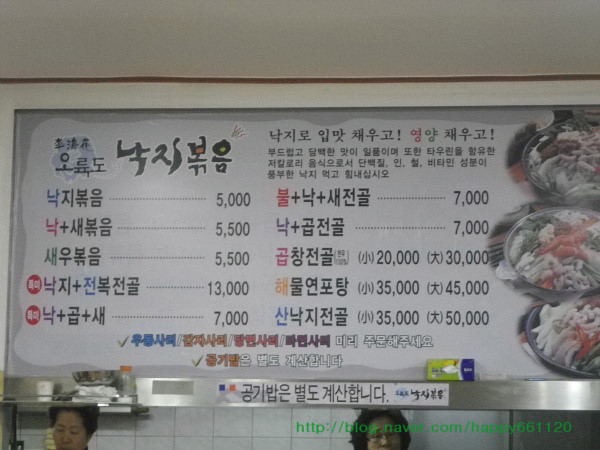 오륙도 낙지볶음
낙지로 입맛 채우고! 영양 채우고!
부드럽고 담백한 맛이 일품이며 또한 타우린을 함유한
저칼로리 음식으로서 단백질, 인, 철, 비타민 성분이
풍부한 낙지 먹고 힘내십시오
낙지볶음 5,000
낙+새볶음 5,500
새우볶음 5,500
특미 낙지+전복전골 13,000
특미 낙+곱+새 7,000
불+낙+새전골 7,000
낙+곱전골 7,000
곱창전골 (小) 20,000 (大) 30,000
해물연포탕 (小) 35,000 (大) 45,000
산낙지전골 (小) 35,000 (大) 50,000
✓우동사리/감자사리/당면사리/라면사리 미리 주문해주세요
✓공기밥은 별도 계산합니다
공기밥은 별도 계산합니다. 낙지볶음
http://blog.naver.com/happy661120